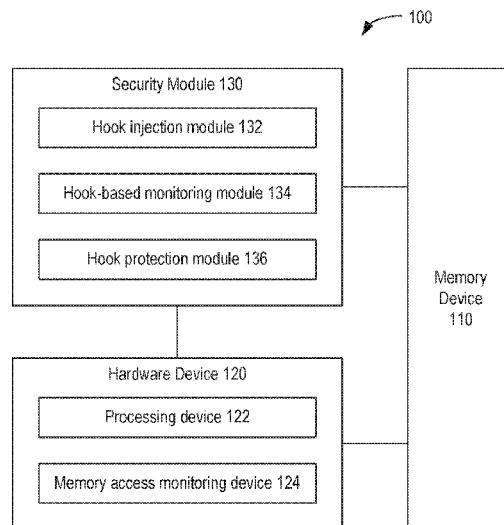 100
Security Module 130
Hook injection module 132
Hook-based monitoring module 134
Hook protection module 136
Memory
Device
110
Hardware Device 120
Processing device 122
Memory access monitoring device 124